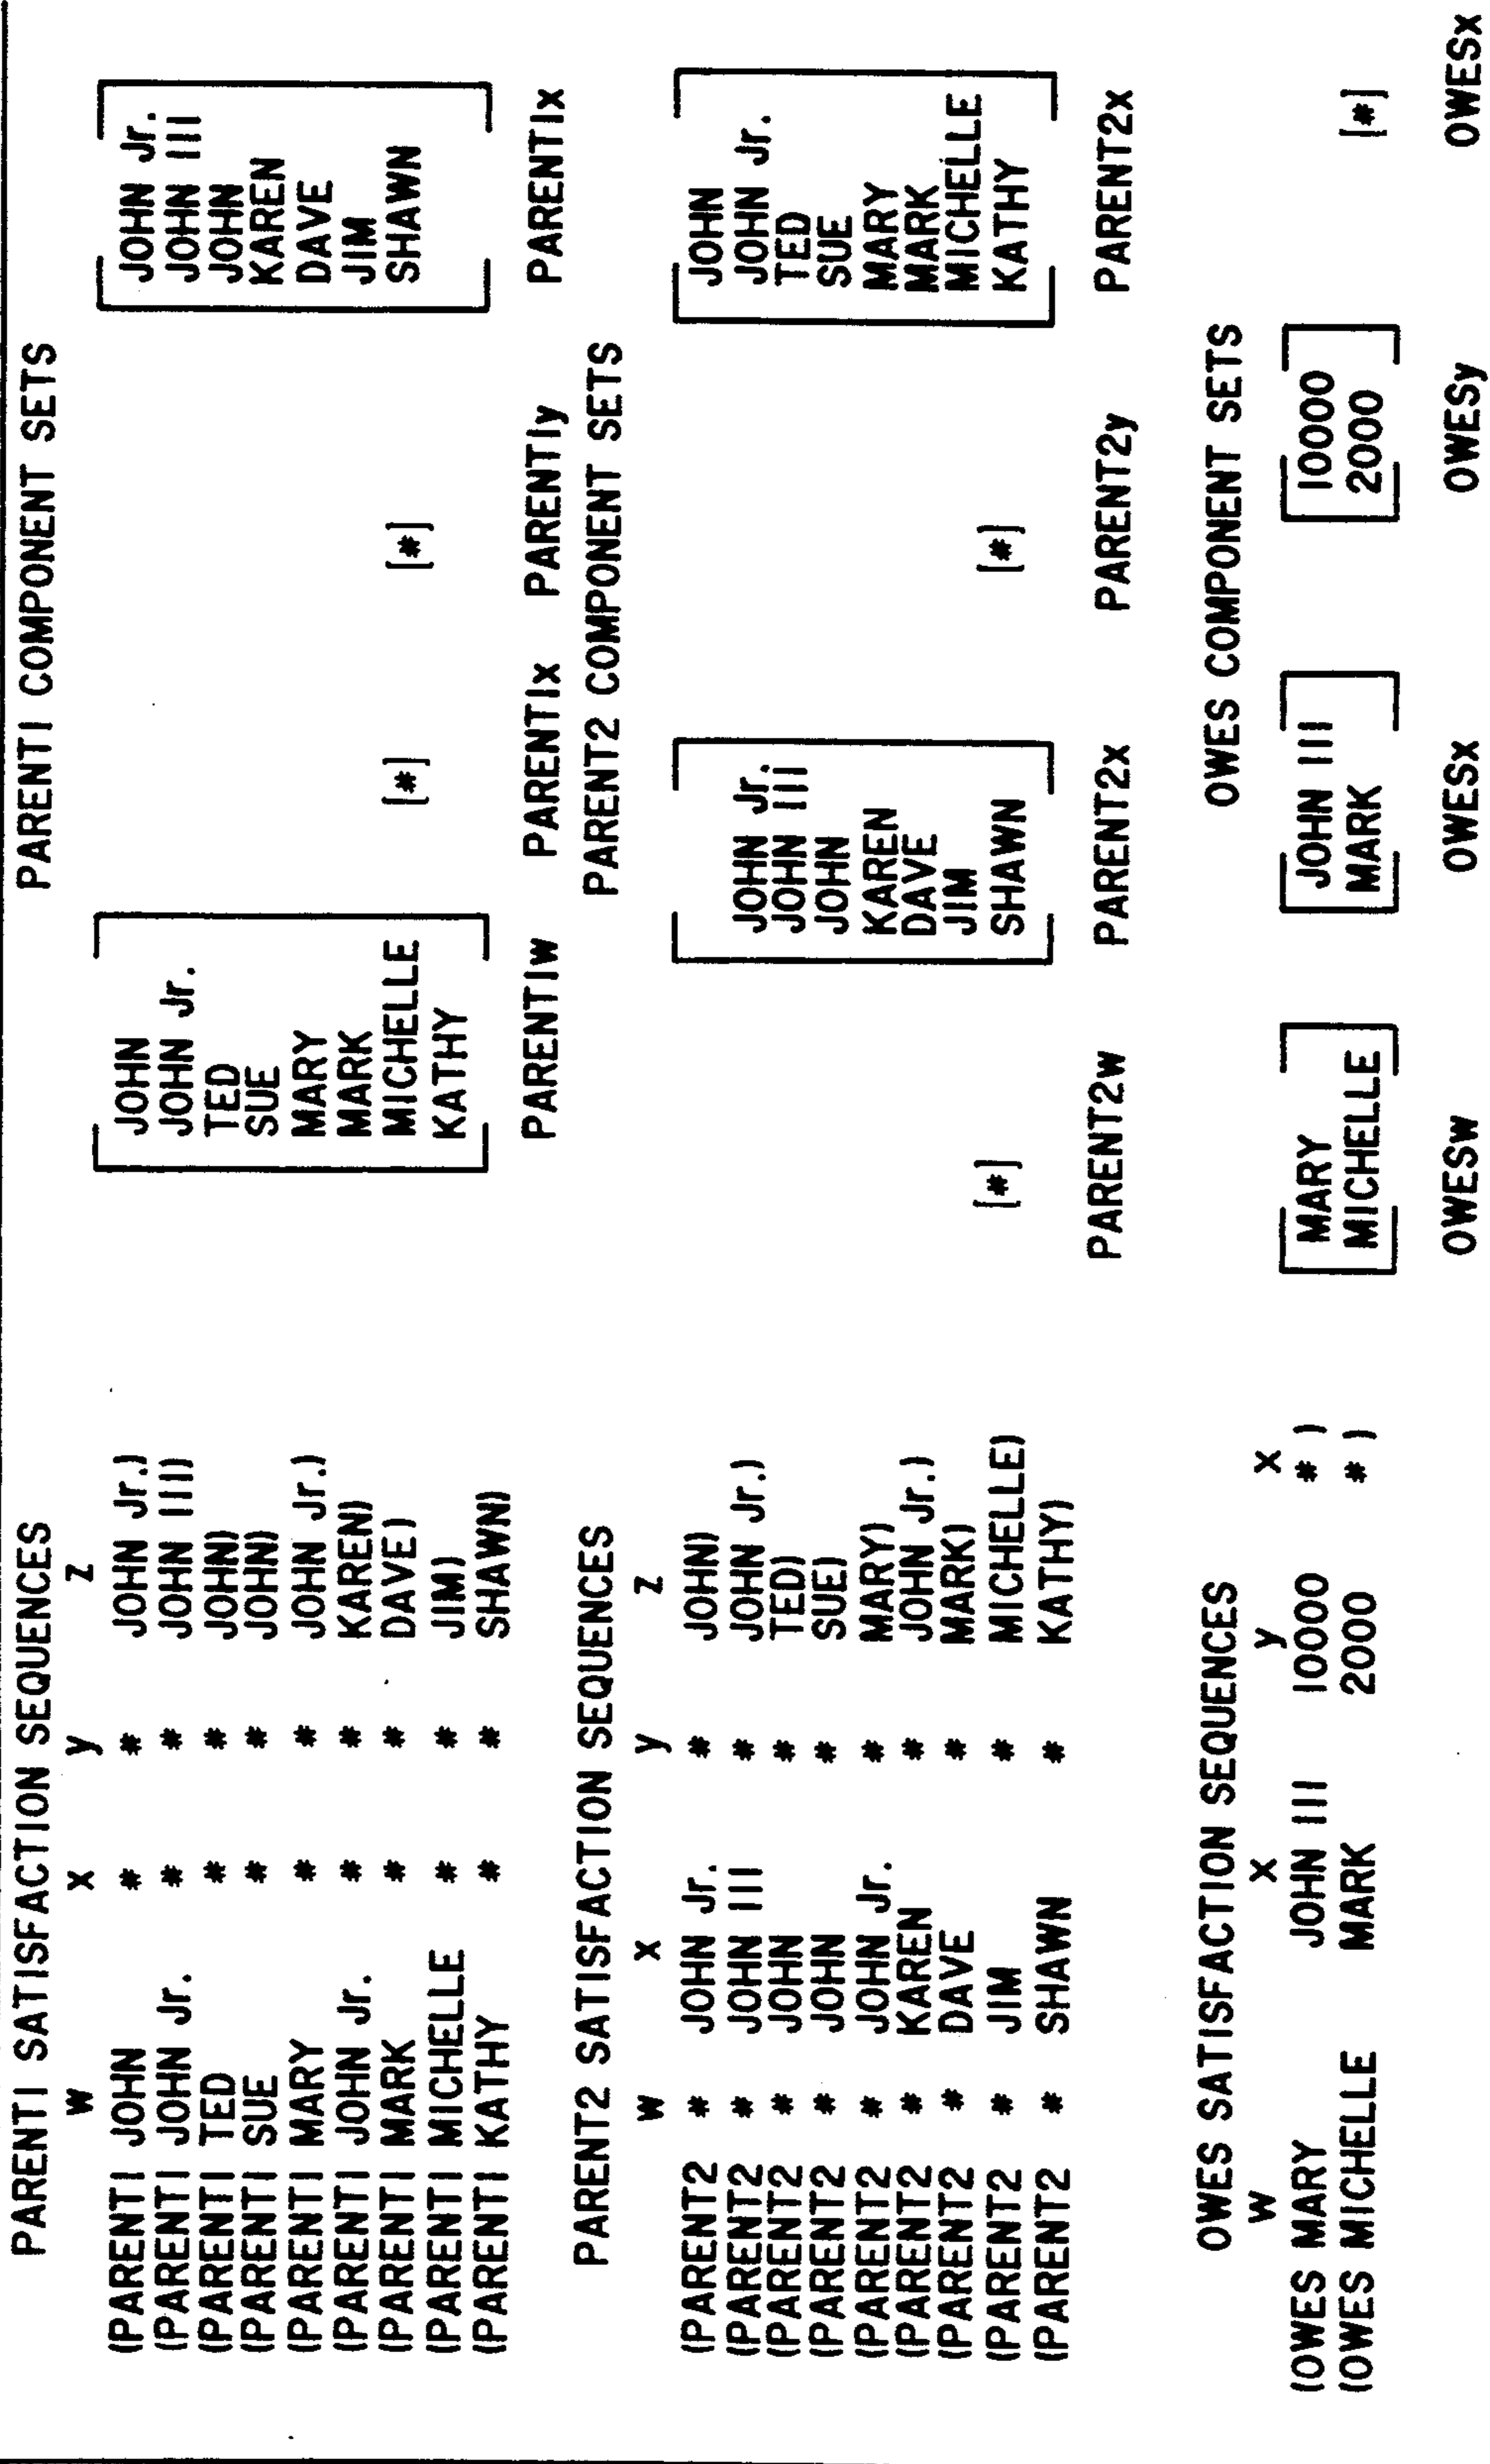 PARENT1 SATISFACTION SEQUENCES
w x y z
(PARENT1 JOHN # # JOHN Jr.)
(PARENT1 JOHN Jr. # # JOHN III)
(PARENT1 TED # # JOHN)
(PARENT1 SUE # # JOHN)
(PARENT1 MARY # # JOHN Jr.)
(PARENT1 JOHN Jr. # # KAREN)
(PARENT1 MARK # # DAVE)
(PARENT1 MICHELLE # # JIM)
(PARENT1 KATHY # # SHAWN)
PARENT1 COMPONENT SETS
JOHN
JOHN Jr.
TED
SUE
MARY
MARK
MICHELLE
KATHY
PARENT1w
[#]
PARENT1x
[#]
PARENT1y
JOHN Jr.
JOHN III
JOHN
KAREN
DAVE
JIM
SHAWN
PARENT1x
PARENT2 SATISFACTION SEQUENCES
w x y z
(PARENT2 # JOHN Jr. # JOHN)
(PARENT2 # JOHN III # JOHN Jr.)
(PARENT2 # JOHN # TED)
(PARENT2 # JOHN # SUE)
(PARENT2 # JOHN Jr. # MARY)
(PARENT2 # KAREN # JOHN Jr.)
(PARENT2 # DAVE # MARK)
(PARENT2 # JIM # MICHELLE)
(PARENT2 # SHAWN # KATHY)
PARENT2 COMPONENT SETS
[#]
PARENT2w
JOHN Jr.
JOHN III
JOHN
KAREN
DAVE
JIM
SHAWN
PARENT2x
[#]
PARENT2y
JOHN
JOHN Jr.
TED
SUE
MARY
MARK
MICHELLE
KATHY
PARENT2x
OWES SATISFACTION SEQUENCES
w x y x
(OWES MARY JOHN III 10000 # )
(OWES MICHELLE MARK 2000 # )
OWES COMPONENT SETS
MARY
MICHELLE
OWESw
JOHN III
MARK
OWESx
10000
2000
OWESy
[#]
OWESx